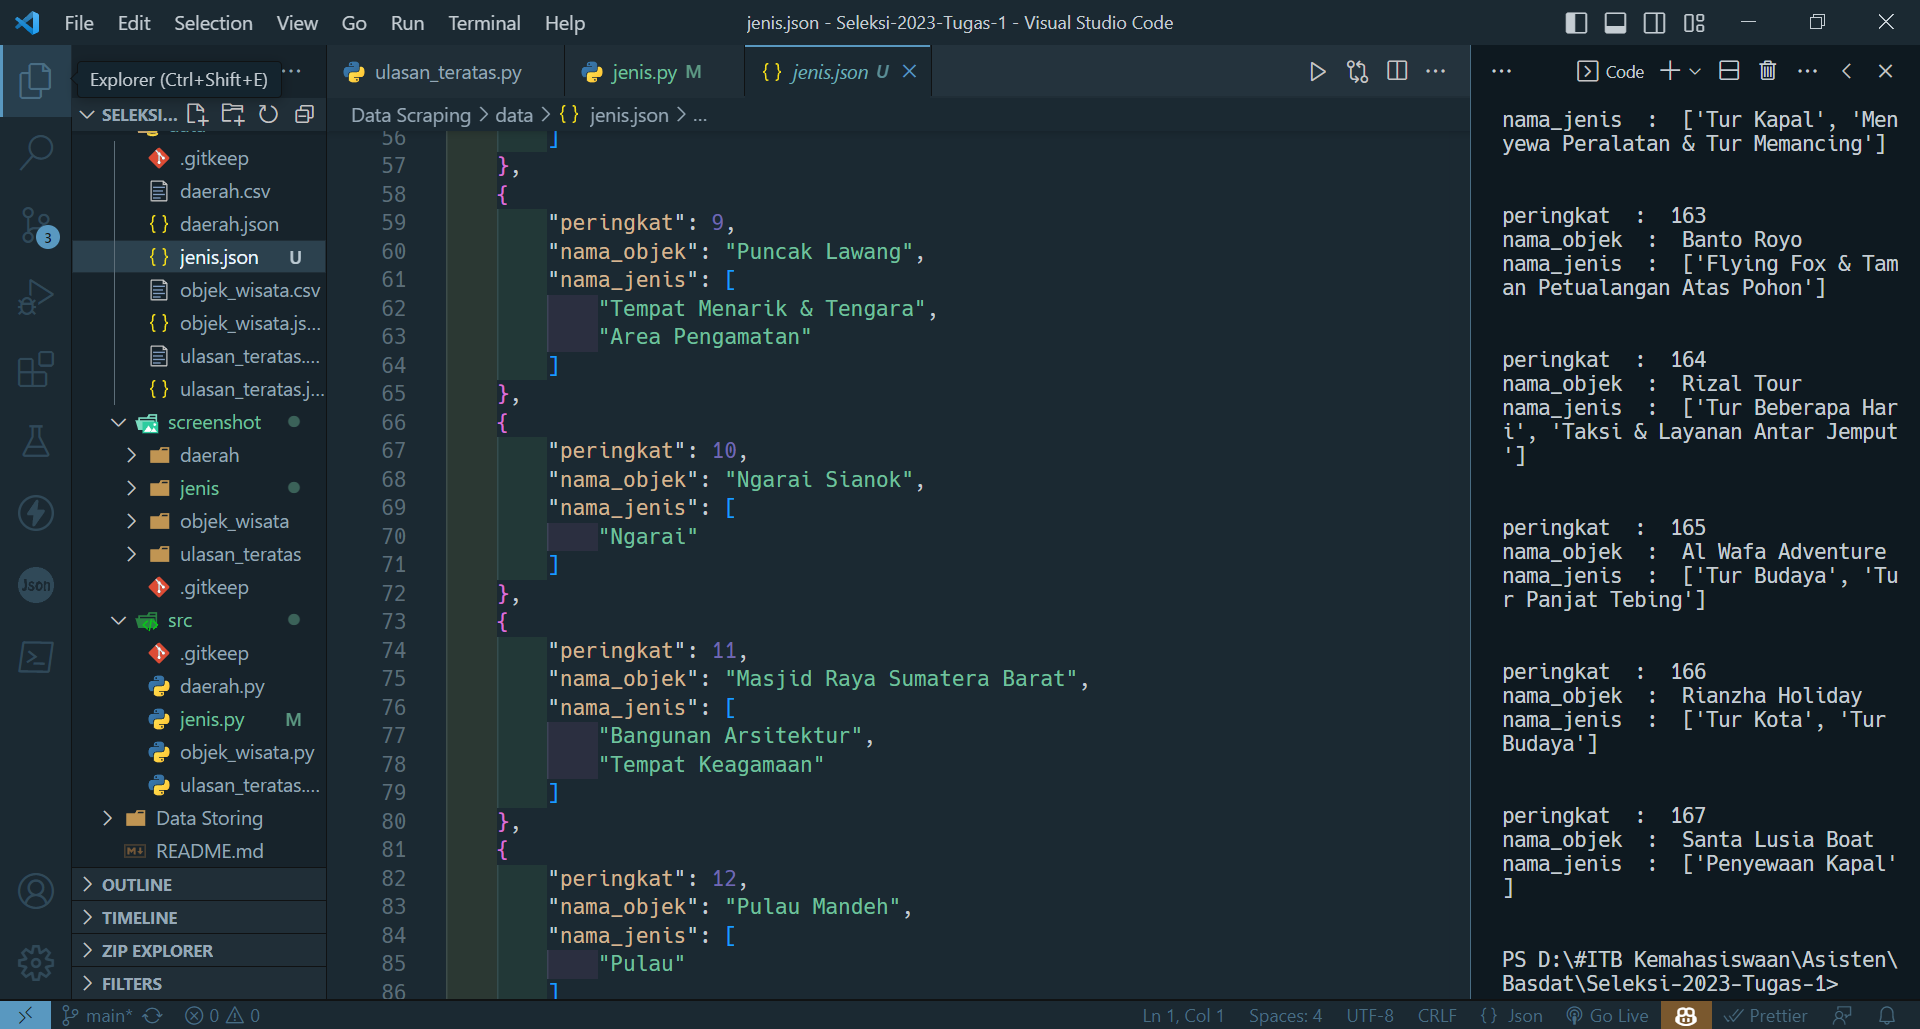 File Edit Selection View Go Run Terminal Help
jenis.json - Seleksi-2023-Tugas-1 - Visual Studio Code
Explorer (Ctrl+Shift+E)
SELEKSI...
.gitkeep
daerah.csv
daerah.json
jenis.json U
objek_wisata.csv
objek_wisata.js...
ulasan_teratas....
ulasan_teratas.j...
screenshot
daerah
jenis
objek_wisata
ulasan_teratas
.gitkeep
src
.gitkeep
daerah.py
jenis.py M
objek_wisata.py
ulasan_teratas....
Data Storing
README.md
OUTLINE
TIMELINE
ZIP EXPLORER
FILTERS
3
Json
ulasan_teratas.py
jenis.py M
{} jenis.json U
Data Scraping > data > {} jenis.json > ...
56 ]
57 },
58 {
59 "peringkat": 9,
60 "nama_objek": "Puncak Lawang",
61 "nama_jenis": [
62 "Tempat Menarik & Tengara",
63 "Area Pengamatan"
64 ]
65 },
66 {
67 "peringkat": 10,
68 "nama_objek": "Ngarai Sianok",
69 "nama_jenis": [
70 "Ngarai"
71 ]
72 },
73 {
74 "peringkat": 11,
75 "nama_objek": "Masjid Raya Sumatera Barat",
76 "nama_jenis": [
77 "Bangunan Arsitektur",
78 "Tempat Keagamaan"
79 ]
80 },
81 {
82 "peringkat": 12,
83 "nama_objek": "Pulau Mandeh",
84 "nama_jenis": [
85 "Pulau"
86 ]
Code
nama_jenis : ['Tur Kapal', 'Men
yewa Peralatan & Tur Memancing']
peringkat : 163
nama_objek : Banto Royo
nama_jenis : ['Flying Fox & Tam
an Petualangan Atas Pohon']
peringkat : 164
nama_objek : Rizal Tour
nama_jenis : ['Tur Beberapa Har
i', 'Taksi & Layanan Antar Jemput
']
peringkat : 165
nama_objek : Al Wafa Adventure
nama_jenis : ['Tur Budaya', 'Tu
r Panjat Tebing']
peringkat : 166
nama_objek : Rianzha Holiday
nama_jenis : ['Tur Kota', 'Tur
Budaya']
peringkat : 167
nama_objek : Santa Lusia Boat
nama_jenis : ['Penyewaan Kapal'
]
PS D:\#ITB Kemahasiswaan\Asisten\
Basdat\Seleksi-2023-Tugas-1>
main* 0 0
Ln 1, Col 1 Spaces: 4 UTF-8 CRLF {} Json Go Live Prettier